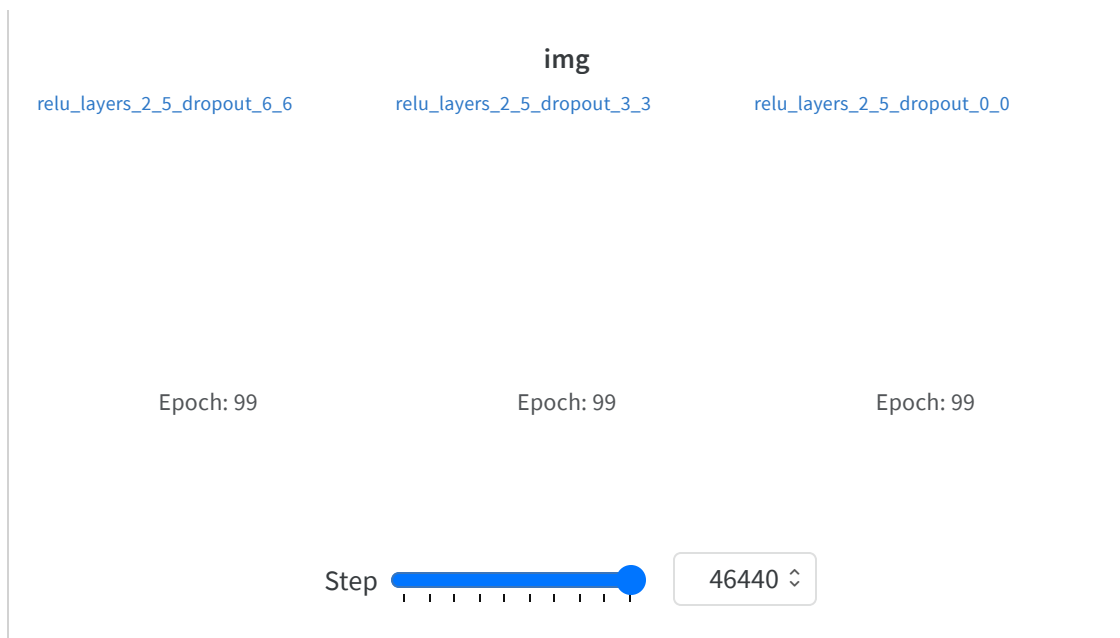 img
relu_layers_2_5_dropout_6_6 relu_layers_2_5_dropout_3_3 relu_layers_2_5_dropout_0_0
Epoch: 99 Epoch: 99 Epoch: 99
Step 46440